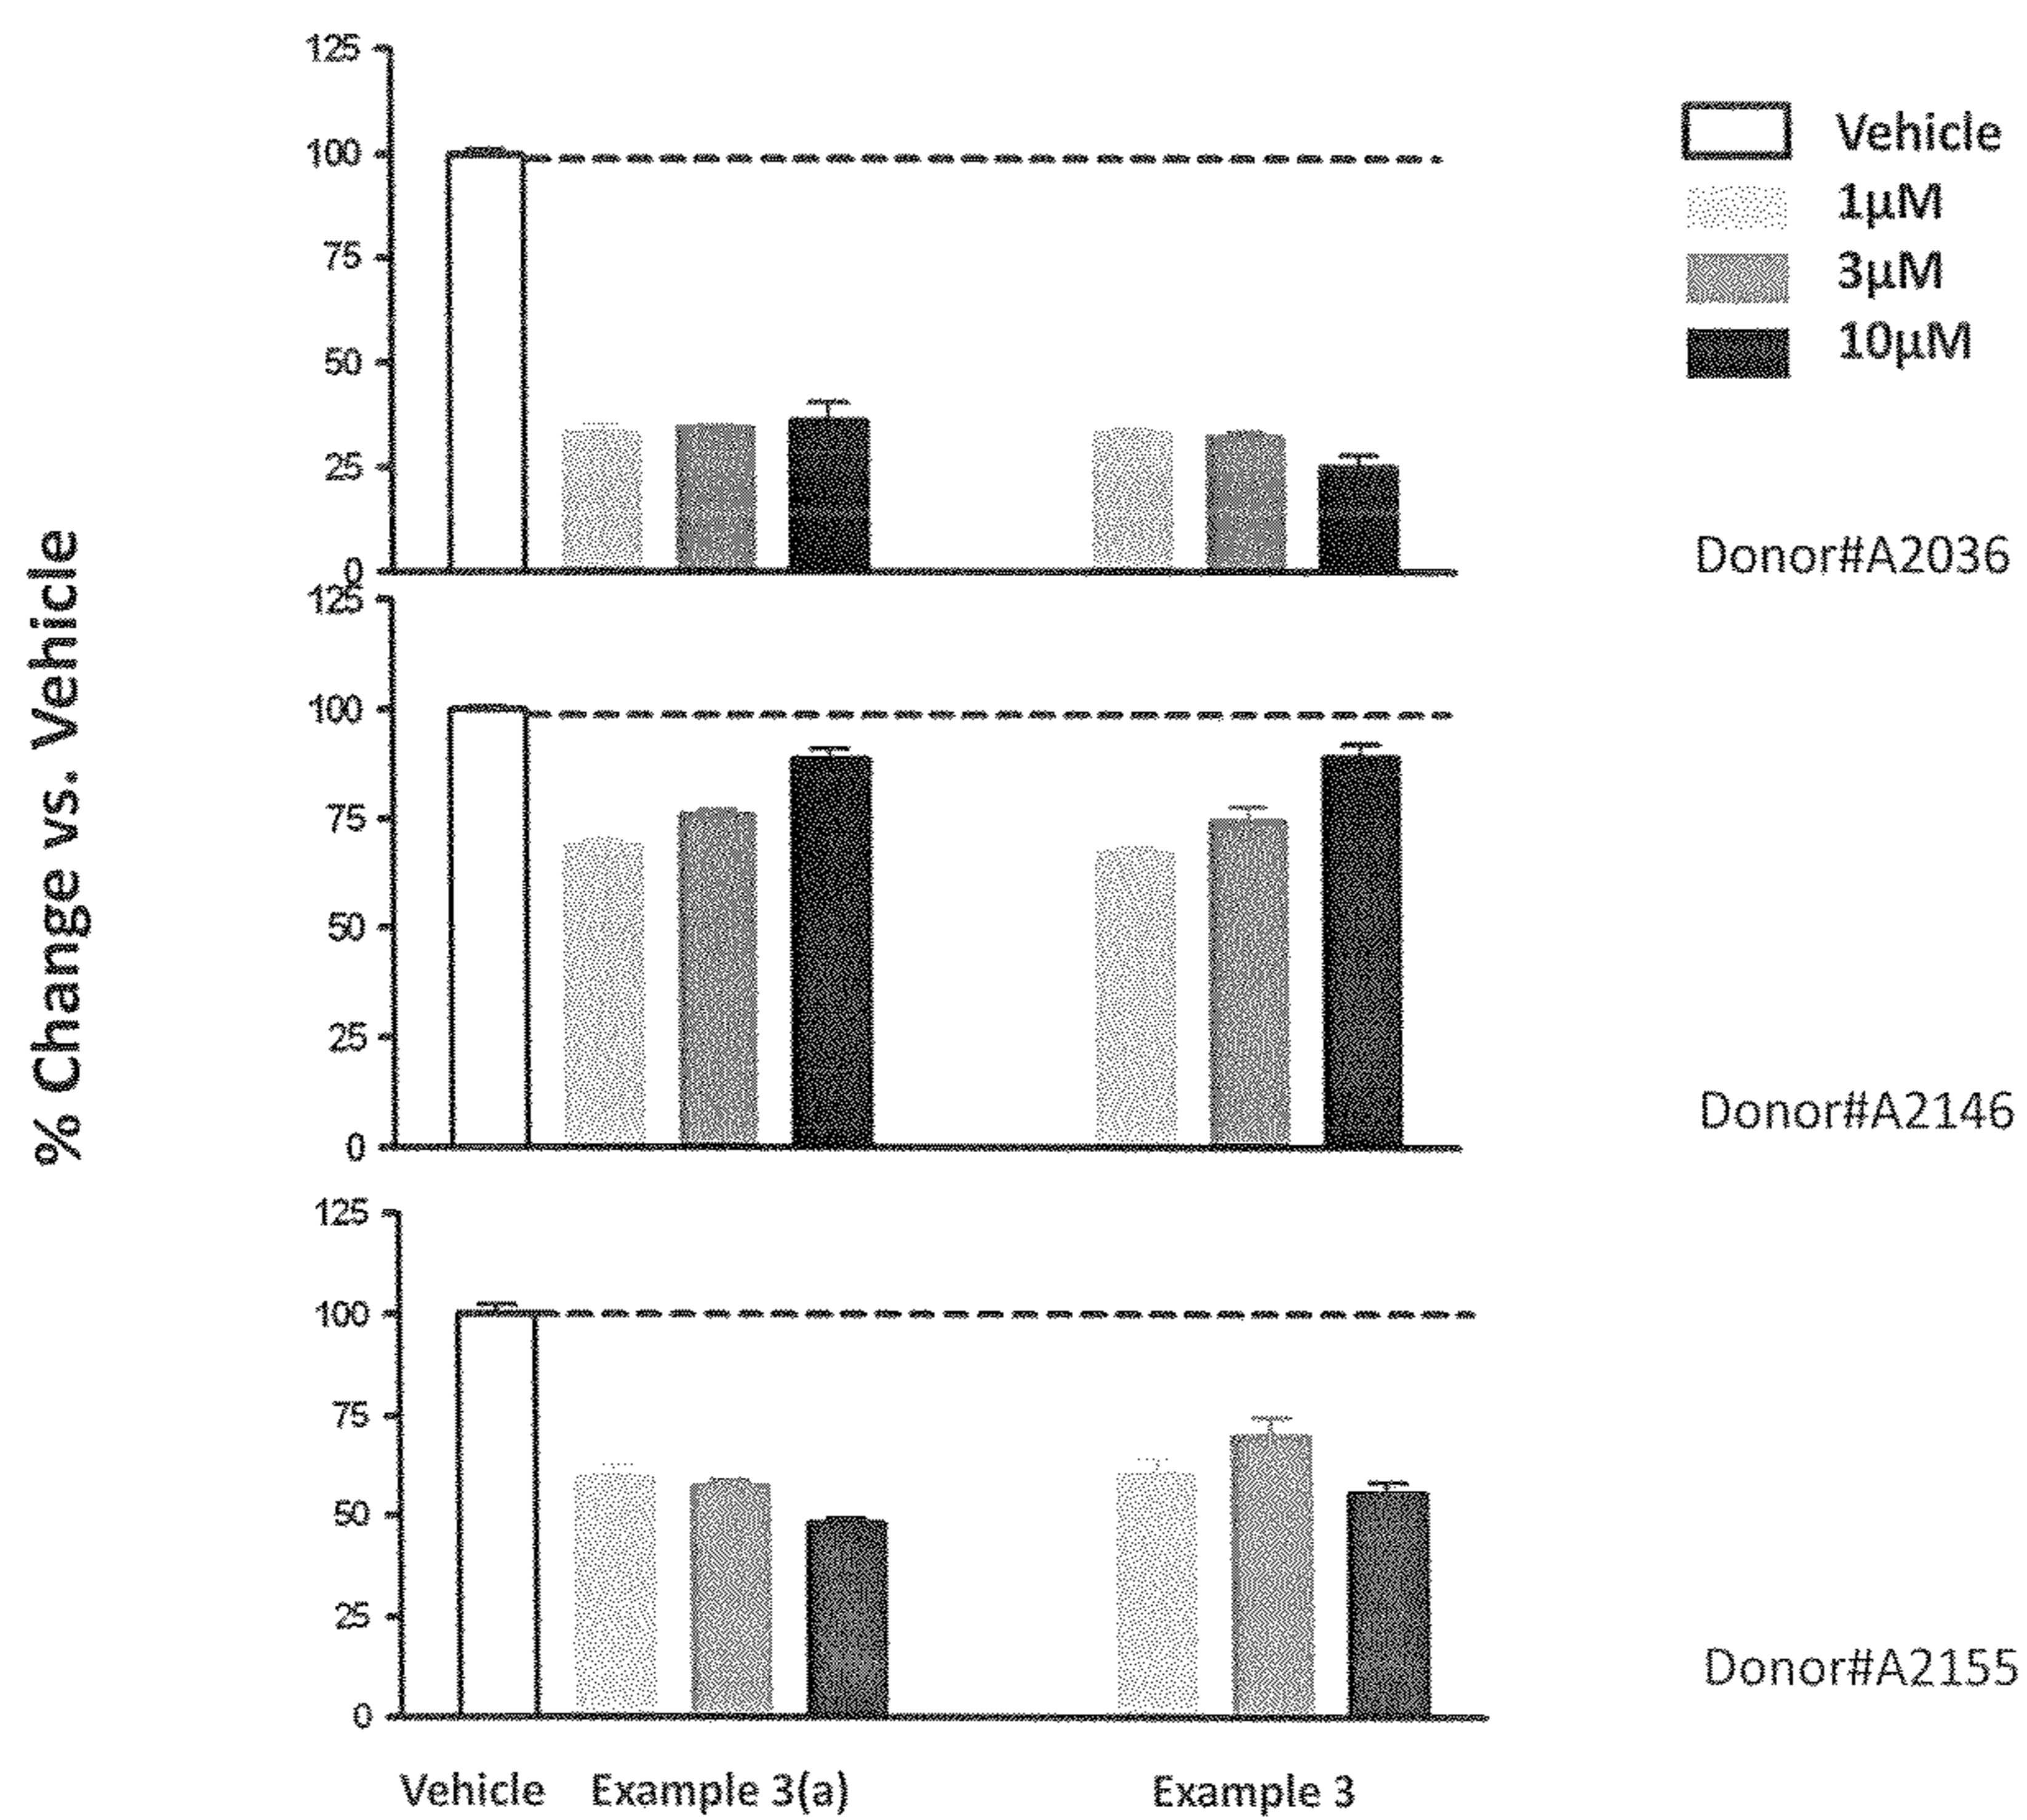 % Change vs. Vehicle
125
100
75
50
25
0
Vehicle
1µM
3µM
10µM
Donor#A2036
125
100
75
50
25
0
Donor#A2146
125
100
75
50
25
0
Donor#A2155
Vehicle Example 3(a) Example 3